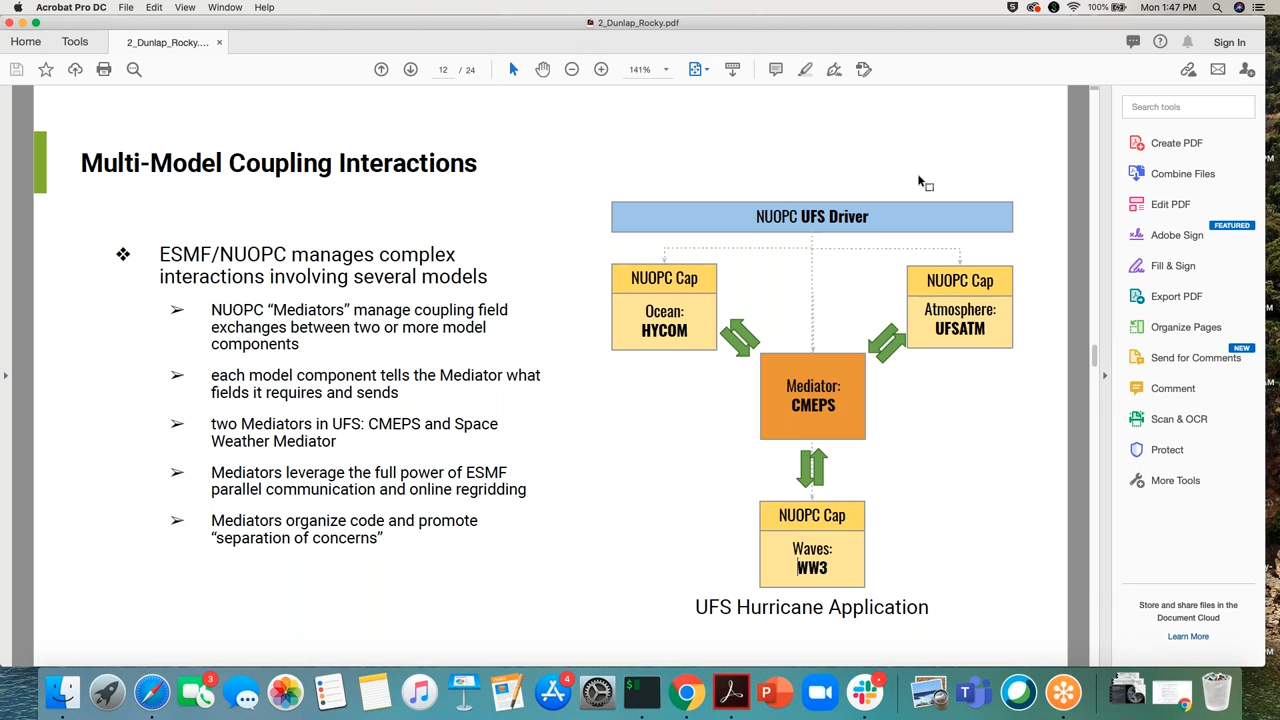 Acrobat Pro DC File Edit View Window Help
100% Mon 1:47 PM
2_Dunlap_Rocky.pdf
Home Tools 2_Dunlap_Rocky.... ×
Sign In
12 / 24
141%
Multi-Model Coupling Interactions
❖ ESMF/NUOPC manages complex
interactions involving several models
➢ NUOPC “Mediators” manage coupling field
exchanges between two or more model
components
➢ each model component tells the Mediator what
fields it requires and sends
➢ two Mediators in UFS: CMEPS and Space
Weather Mediator
➢ Mediators leverage the full power of ESMF
parallel communication and online regridding
➢ Mediators organize code and promote
“separation of concerns”
NUOPC UFS Driver
NUOPC Cap
Ocean:
HYCOM
NUOPC Cap
Atmosphere:
UFSATM
Mediator:
CMEPS
NUOPC Cap
Waves:
WW3
UFS Hurricane Application
Search tools
Create PDF
Combine Files
Edit PDF
FEATURED
Adobe Sign
Fill & Sign
Export PDF
Organize Pages
NEW
Send for Comments
Comment
Scan & OCR
Protect
More Tools
Store and share files in the
Document Cloud
Learn More
3
4